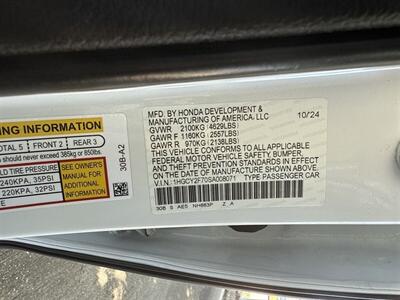 MFD. BY HONDA DEVELOPMENT &
MANUFACTURING OF AMERICA, LLC 10/24
GVWR 2100KG (4629LBS)
GAWR F 1160KG (2557LBS)
GAWR R 970KG (2138LBS)
THIS VEHICLE CONFORMS TO ALL APPLICABLE
FEDERAL MOTOR VEHICLE SAFETY, BUMPER,
AND THEFT PREVENTION STANDARDS IN EFFECT
ON THE DATE OF MANUFACTURE SHOWN ABOVE.
V.I.N.: 1HGCY2F70SA008071 TYPE:PASSENGER CAR
30B S AE5 NH883P Z_A
30B-A2
ING INFORMATION
TOTAL 5 FRONT 2 REAR 3
should never exceed 385kg or 850lbs.
TIRE PRESSURE
240KPA, 35PSI
220KPA, 32PSI
SEE OWNER'S
MANUAL FOR
ADDITIONAL
INFORMATION